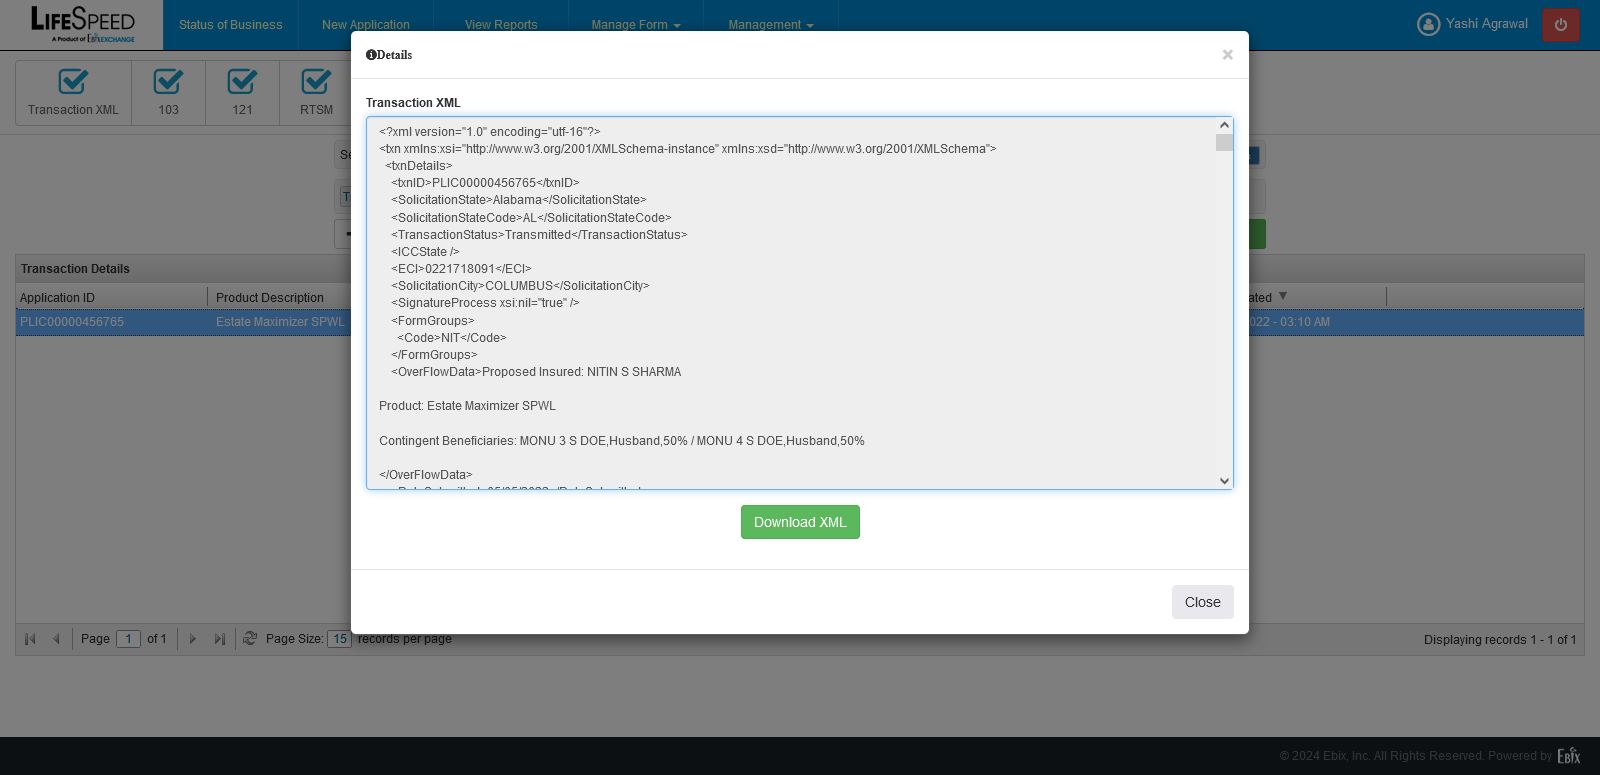 LIFESPEED
A Product of EbixEXCHANGE
Status of Business
New Application
View Reports
Manage Form
Management
Yashi Agrawal
Details
×
Transaction XML
103
121
RTSM
Transaction XML
<?xml version="1.0" encoding="utf-16"?>
<txn xmlns:xsi="http://www.w3.org/2001/XMLSchema-instance" xmlns:xsd="http://www.w3.org/2001/XMLSchema">
<txnDetails>
<txnID>PLIC00000456765</txnID>
<SolicitationState>Alabama</SolicitationState>
<SolicitationStateCode>AL</SolicitationStateCode>
<TransactionStatus>Transmitted</TransactionStatus>
<ICCState />
<ECI>0221718091</ECI>
<SolicitationCity>COLUMBUS</SolicitationCity>
<SignatureProcess xsi:nil="true" />
<FormGroups>
<Code>NIT</Code>
</FormGroups>
<OverFlowData>Proposed Insured: NITIN S SHARMA
Product: Estate Maximizer SPWL
Contingent Beneficiaries: MONU 3 S DOE,Husband,50% / MONU 4 S DOE,Husband,50%
</OverFlowData>
Download XML
Close
Transaction Details
Application ID
Product Description
ated
PLIC00000456765
Estate Maximizer SPWL
022 - 03:10 AM
Page 1 of 1
Page Size: 15 records per page
Displaying records 1 - 1 of 1
© 2024 Ebix, Inc. All Rights Reserved. Powered by EBIX